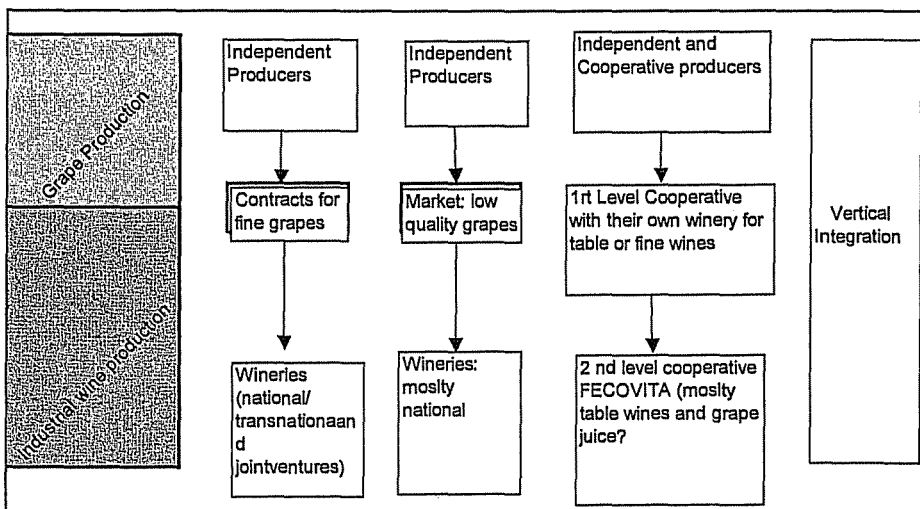 Grape Production
Industrial wine production
Independent
Producers
Contracts for
fine grapes
Wineries
(national/
transnationaan
d
jointventures)
Independent
Producers
Market: low
quality grapes
Wineries:
moslty
national
Independent and
Cooperative producers
1rt Level Cooperative
with their own winery for
table or fine wines
2 nd level cooperative
FECOVITA (moslty
table wines and grape
juice?
Vertical
Integration